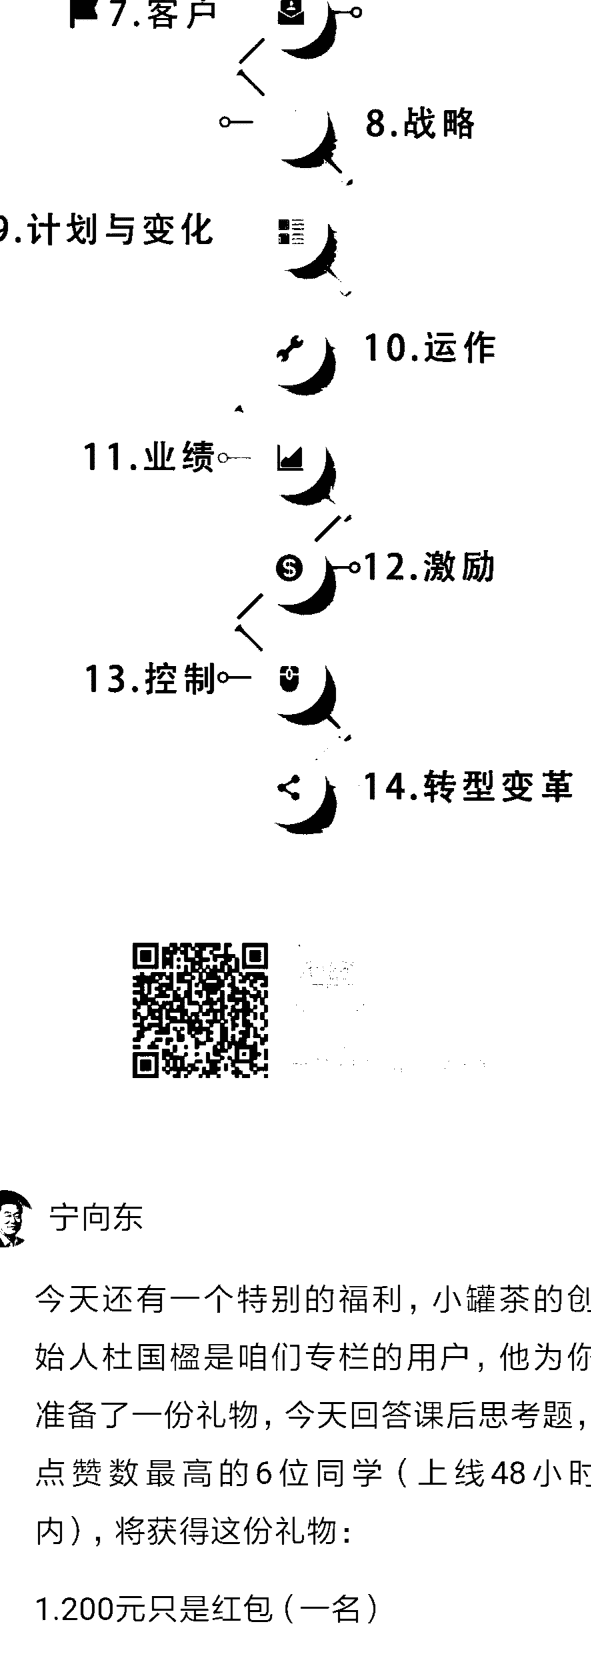 7.客户
8.战略
9.计划与变化
10.运作
11.业绩
12.激励
13.控制
14.转型变革
宁向东
今天还有一个特别的福利，小罐茶的创
始人杜国楹是咱们专栏的用户，他为你
准备了一份礼物，今天回答课后思考题，
点赞数最高的6位同学（上线48小时
内），将获得这份礼物：
1.200元只是红包（一名）